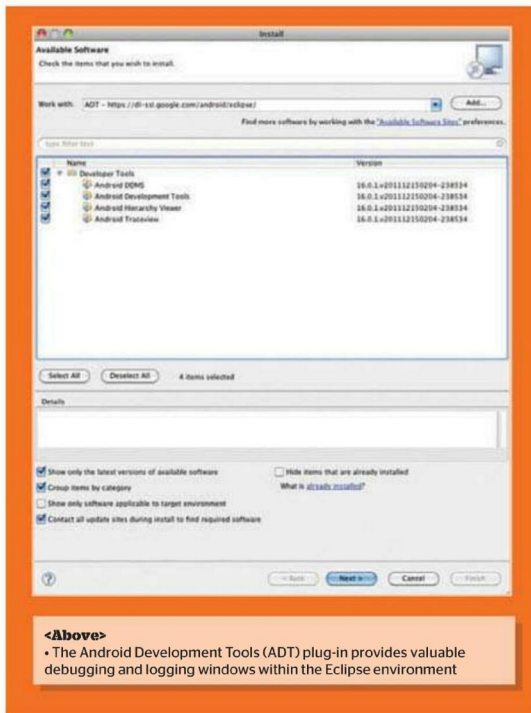 Install
Available Software
Check the items that you wish to install.
Work with: ADT - https://dl-ssl.google.com/android/eclipse/
Add...
Find more software by working with the "Available Software Sites" preferences.
type filter text
Name Version
Developer Tools
Android DDMS 16.0.1.v201112150204-238534
Android Development Tools 16.0.1.v201112150204-238534
Android Hierarchy Viewer 16.0.1.v201112150204-238534
Android Traceview 16.0.1.v201112150204-238534
Select All Deselect All 4 items selected
Details
Show only the latest versions of available software Hide items that are already installed
Group items by category What is already installed?
Show only software applicable to target environment
Contact all update sites during install to find required software
? < Back Next > Cancel Finish
<Above>
• The Android Development Tools (ADT) plug-in provides valuable
debugging and logging windows within the Eclipse environment